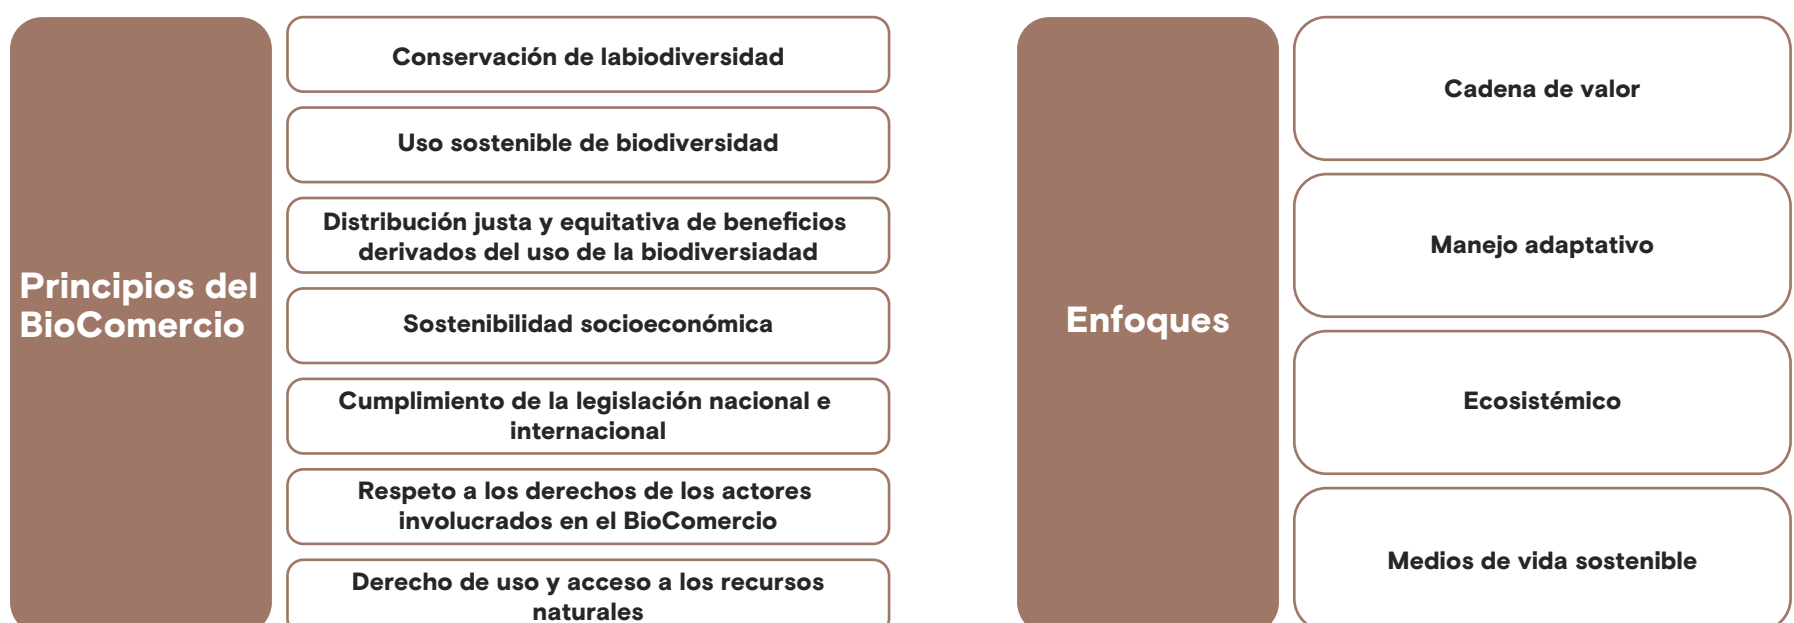 Principios del
BioComercio
Conservación de labiodiversidad
Uso sostenible de biodiversidad
Distribución justa y equitativa de beneficios
derivados del uso de la biodiversiadad
Sostenibilidad socioeconómica
Cumplimiento de la legislación nacional e
internacional
Respeto a los derechos de los actores
involucrados en el BioComercio
Derecho de uso y acceso a los recursos
naturales
Enfoques
Cadena de valor
Manejo adaptativo
Ecosistémico
Medios de vida sostenible